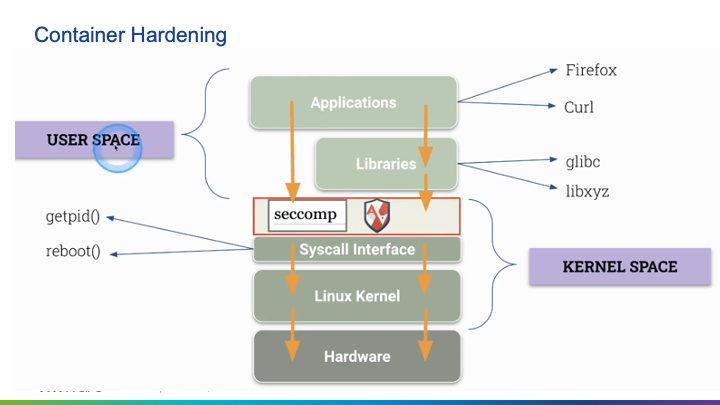 Container Hardening
Applications
Firefox
Curl
USER SPACE
Libraries
glibc
libxyz
getpid()
seccomp
reboot()
Syscall Interface
KERNEL SPACE
Linux Kernel
Hardware